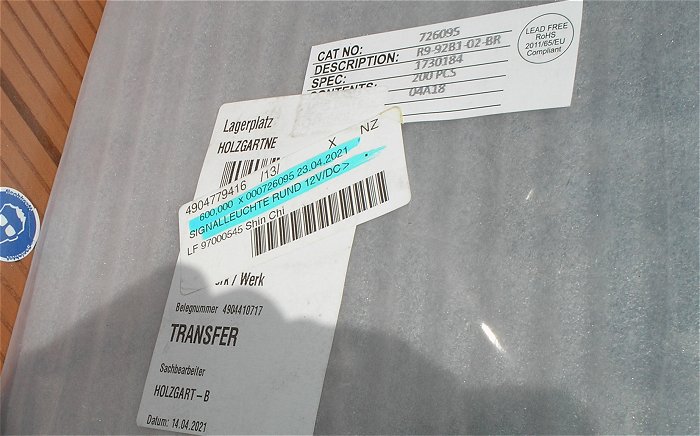 CAT NO: 726095
DESCRIPTION: R9-92B1-02-BR
SPEC: 1730184
CONTENTS: 200 PCS
04A18
LEAD FREE
RoHS
2011/65/EU
Compliant
Lagerplatz
HOLZGARTNE
X NZ
4904779416 /13/
600,000 X 000726095 23.04.2021
SIGNALLEUCHTE RUND 12V/DC >
LF 97000545 Shin Chi
/ Werk
Belegnummer 4904410717
TRANSFER
Sachbearbeiter
HOLZGART-B
Datum: 14.04.2021